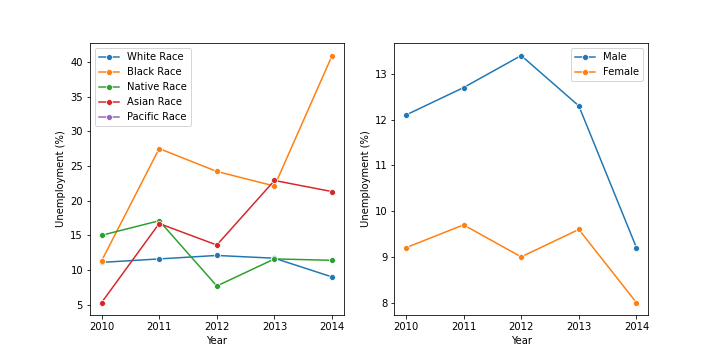 White Race
Black Race
Native Race
Asian Race
Pacific Race
40
35
30
25
20
15
10
5
Unemployment (%)
2010 2011 2012 2013 2014
Year
Male
Female
13
12
11
10
9
8
Unemployment (%)
2010 2011 2012 2013 2014
Year